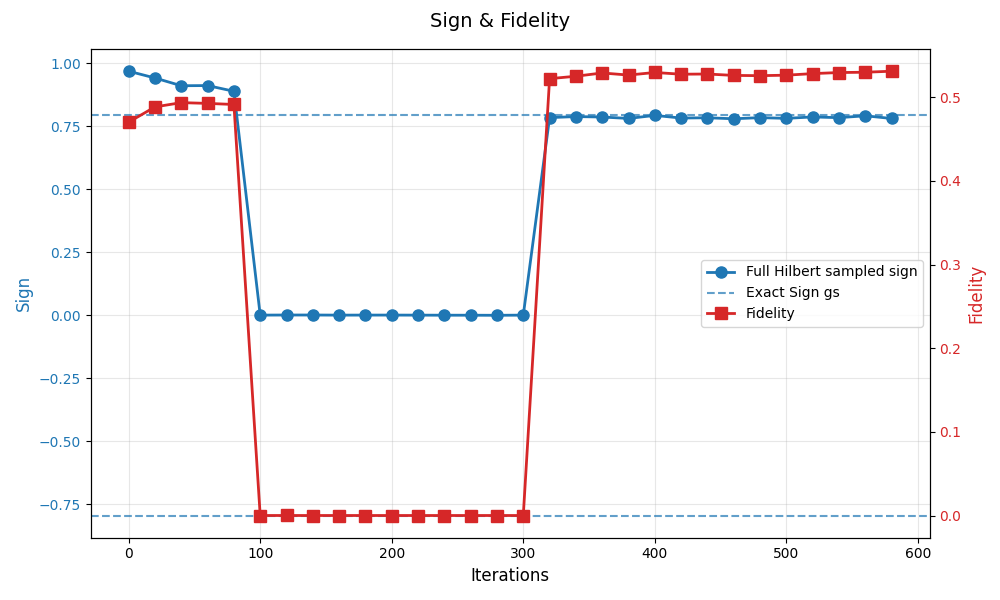 Sign & Fidelity
1.00
0.75
0.50
0.25
0.00
−0.25
−0.50
−0.75
Sign
0.5
0.4
0.3
0.2
0.1
0.0
Fidelity
Full Hilbert sampled sign
Exact Sign gs
Fidelity
0 100 200 300 400 500 600
Iterations